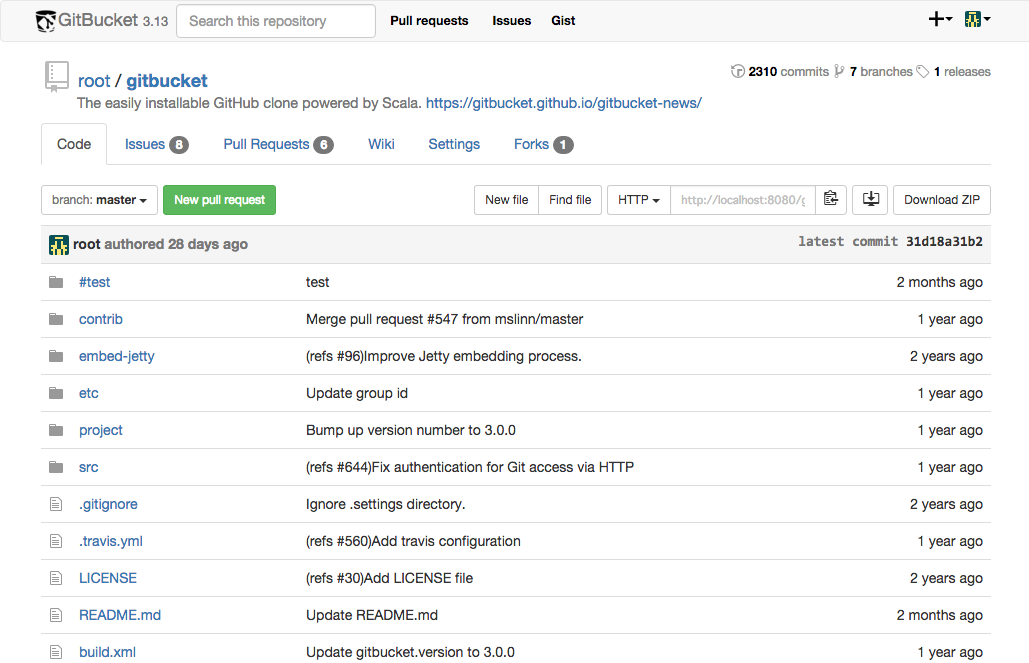 GitBucket 3.13 Search this repository Pull requests Issues Gist
root / gitbucket 2310 commits 7 branches 1 releases
The easily installable GitHub clone powered by Scala. https://gitbucket.github.io/gitbucket-news/
Code Issues 8 Pull Requests 6 Wiki Settings Forks 1
branch: master New pull request New file Find file HTTP http://localhost:8080/g Download ZIP
root authored 28 days ago latest commit 31d18a31b2
#test test 2 months ago
contrib Merge pull request #547 from mslinn/master 1 year ago
embed-jetty (refs #96)Improve Jetty embedding process. 2 years ago
etc Update group id 1 year ago
project Bump up version number to 3.0.0 1 year ago
src (refs #644)Fix authentication for Git access via HTTP 1 year ago
.gitignore Ignore .settings directory. 2 years ago
.travis.yml (refs #560)Add travis configuration 1 year ago
LICENSE (refs #30)Add LICENSE file 2 years ago
README.md Update README.md 2 months ago
build.xml Update gitbucket.version to 3.0.0 1 year ago